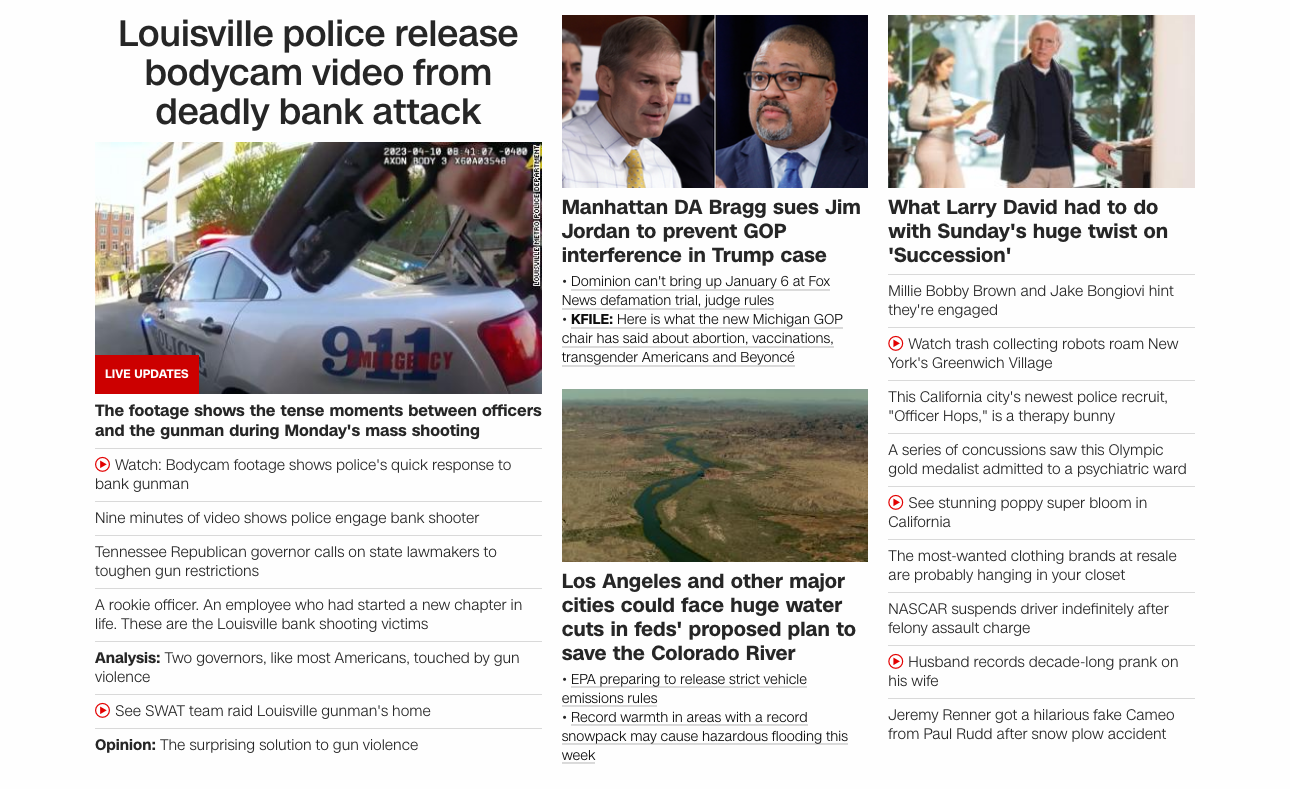 Louisville police release
bodycam video from
deadly bank attack
2023-04-10 08:41:07 -0400
AXON BODY 3 X60A03548
LOUISVILLE METRO POLICE DEPARTMENT
POLICE
911
EMERGENCY
LIVE UPDATES
The footage shows the tense moments between officers
and the gunman during Monday's mass shooting
Watch: Bodycam footage shows police's quick response to
bank gunman
Nine minutes of video shows police engage bank shooter
Tennessee Republican governor calls on state lawmakers to
toughen gun restrictions
A rookie officer. An employee who had started a new chapter in
life. These are the Louisville bank shooting victims
Analysis: Two governors, like most Americans, touched by gun
violence
See SWAT team raid Louisville gunman's home
Opinion: The surprising solution to gun violence
Manhattan DA Bragg sues Jim
Jordan to prevent GOP
interference in Trump case
• Dominion can't bring up January 6 at Fox
News defamation trial, judge rules
• KFILE: Here is what the new Michigan GOP
chair has said about abortion, vaccinations,
transgender Americans and Beyoncé
Los Angeles and other major
cities could face huge water
cuts in feds' proposed plan to
save the Colorado River
• EPA preparing to release strict vehicle
emissions rules
• Record warmth in areas with a record
snowpack may cause hazardous flooding this
week
What Larry David had to do
with Sunday's huge twist on
'Succession'
Millie Bobby Brown and Jake Bongiovi hint
they're engaged
Watch trash collecting robots roam New
York's Greenwich Village
This California city's newest police recruit,
"Officer Hops," is a therapy bunny
A series of concussions saw this Olympic
gold medalist admitted to a psychiatric ward
See stunning poppy super bloom in
California
The most-wanted clothing brands at resale
are probably hanging in your closet
NASCAR suspends driver indefinitely after
felony assault charge
Husband records decade-long prank on
his wife
Jeremy Renner got a hilarious fake Cameo
from Paul Rudd after snow plow accident